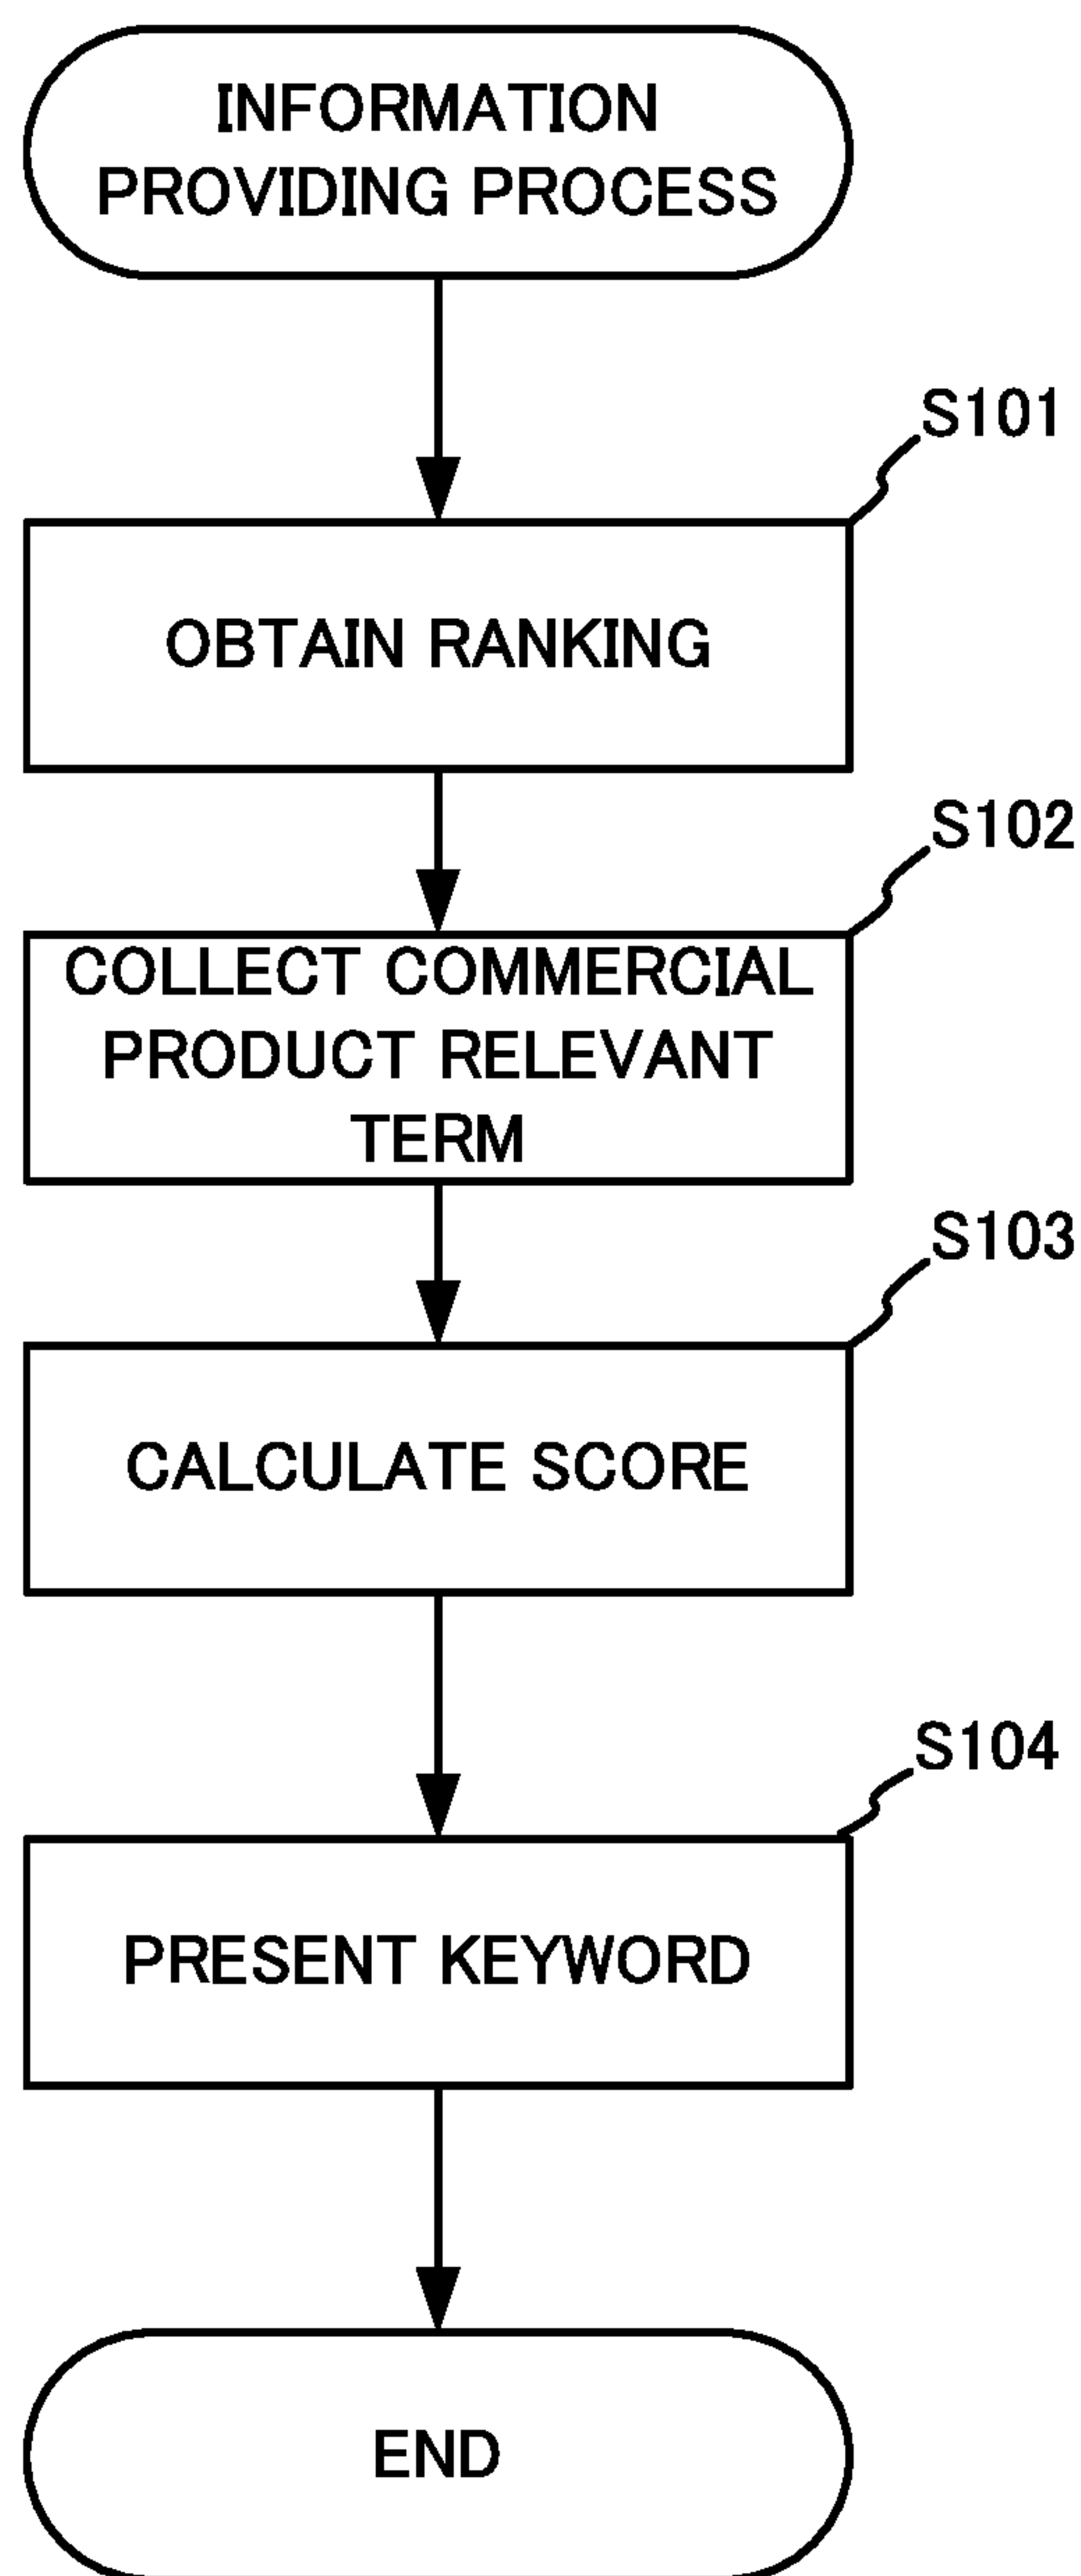 INFORMATION
PROVIDING PROCESS
S101
OBTAIN RANKING
S102
COLLECT COMMERCIAL
PRODUCT RELEVANT
TERM
S103
CALCULATE SCORE
S104
PRESENT KEYWORD
END